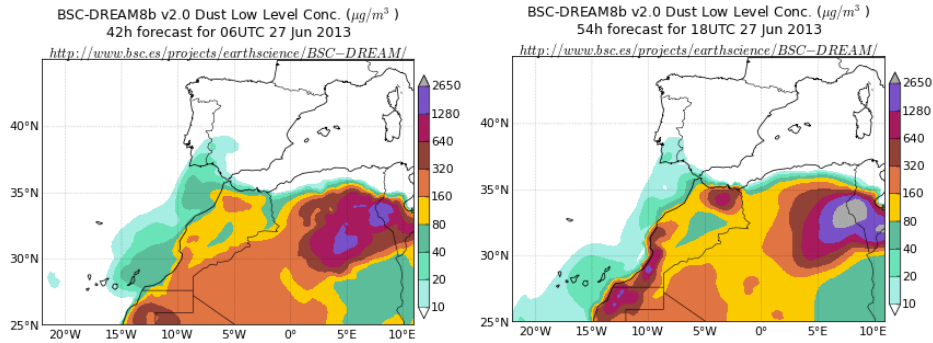 BSC-DREAM8b v2.0 Dust Low Level Conc. (μg/m³ )
42h forecast for 06UTC 27 Jun 2013
http://www.bsc.es/projects/earthscience/BSC−DREAM/
40°N
35°N
30°N
25°N
20°W
15°W
10°W
5°W
0°
5°E
10°E
2650
1280
640
320
160
80
40
20
10
BSC-DREAM8b v2.0 Dust Low Level Conc. (μg/m³ )
54h forecast for 18UTC 27 Jun 2013
http://www.bsc.es/projects/earthscience/BSC−DREAM/
40°N
35°N
30°N
25°N
20°W
15°W
10°W
5°W
0°
5°E
10°E
2650
1280
640
320
160
80
40
20
10